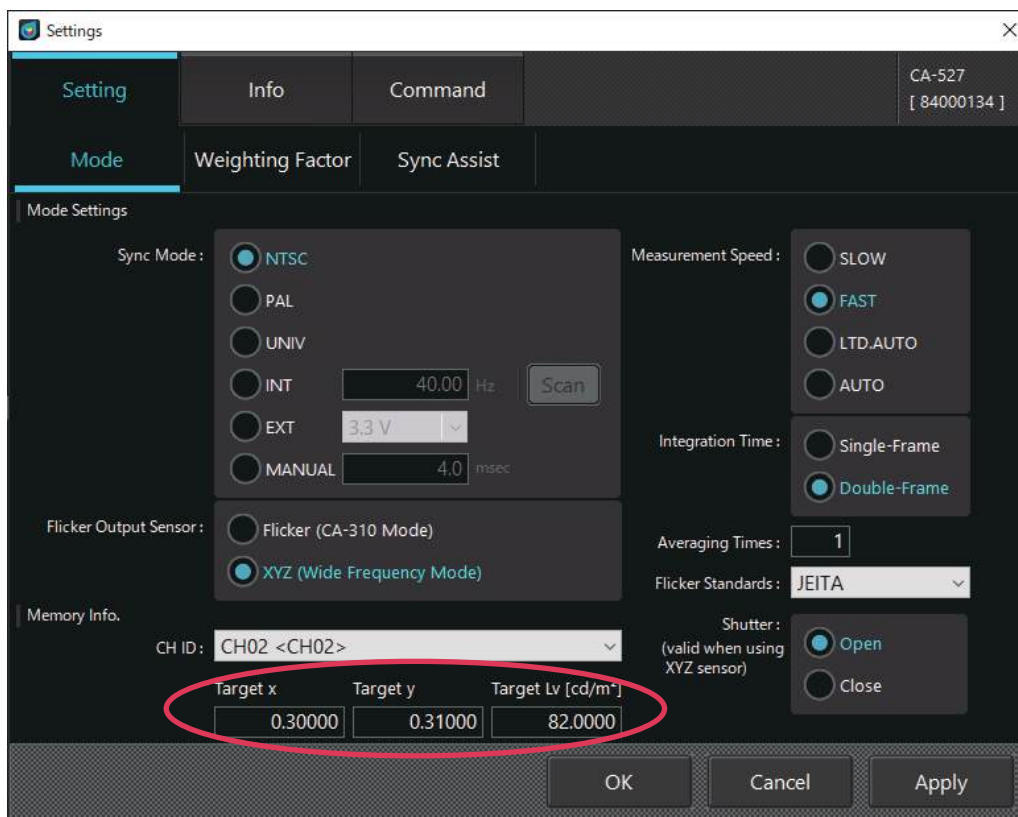 Settings
Setting
Info
Command
CA-527
[ 84000134 ]
Mode
Weighting Factor
Sync Assist
Mode Settings
Sync Mode :
NTSC
PAL
UNIV
INT 40.00 Hz Scan
EXT 3.3 V
MANUAL 4.0 msec
Measurement Speed :
SLOW
FAST
LTD.AUTO
AUTO
Integration Time :
Single-Frame
Double-Frame
Flicker Output Sensor :
Flicker (CA-310 Mode)
XYZ (Wide Frequency Mode)
Averaging Times : 1
Flicker Standards : JEITA
Memory Info.
CH ID : CH02 <CH02>
Shutter :
(valid when using
XYZ sensor)
Open
Close
Target x Target y Target Lv [cd/m²]
0.30000 0.31000 82.0000
OK Cancel Apply